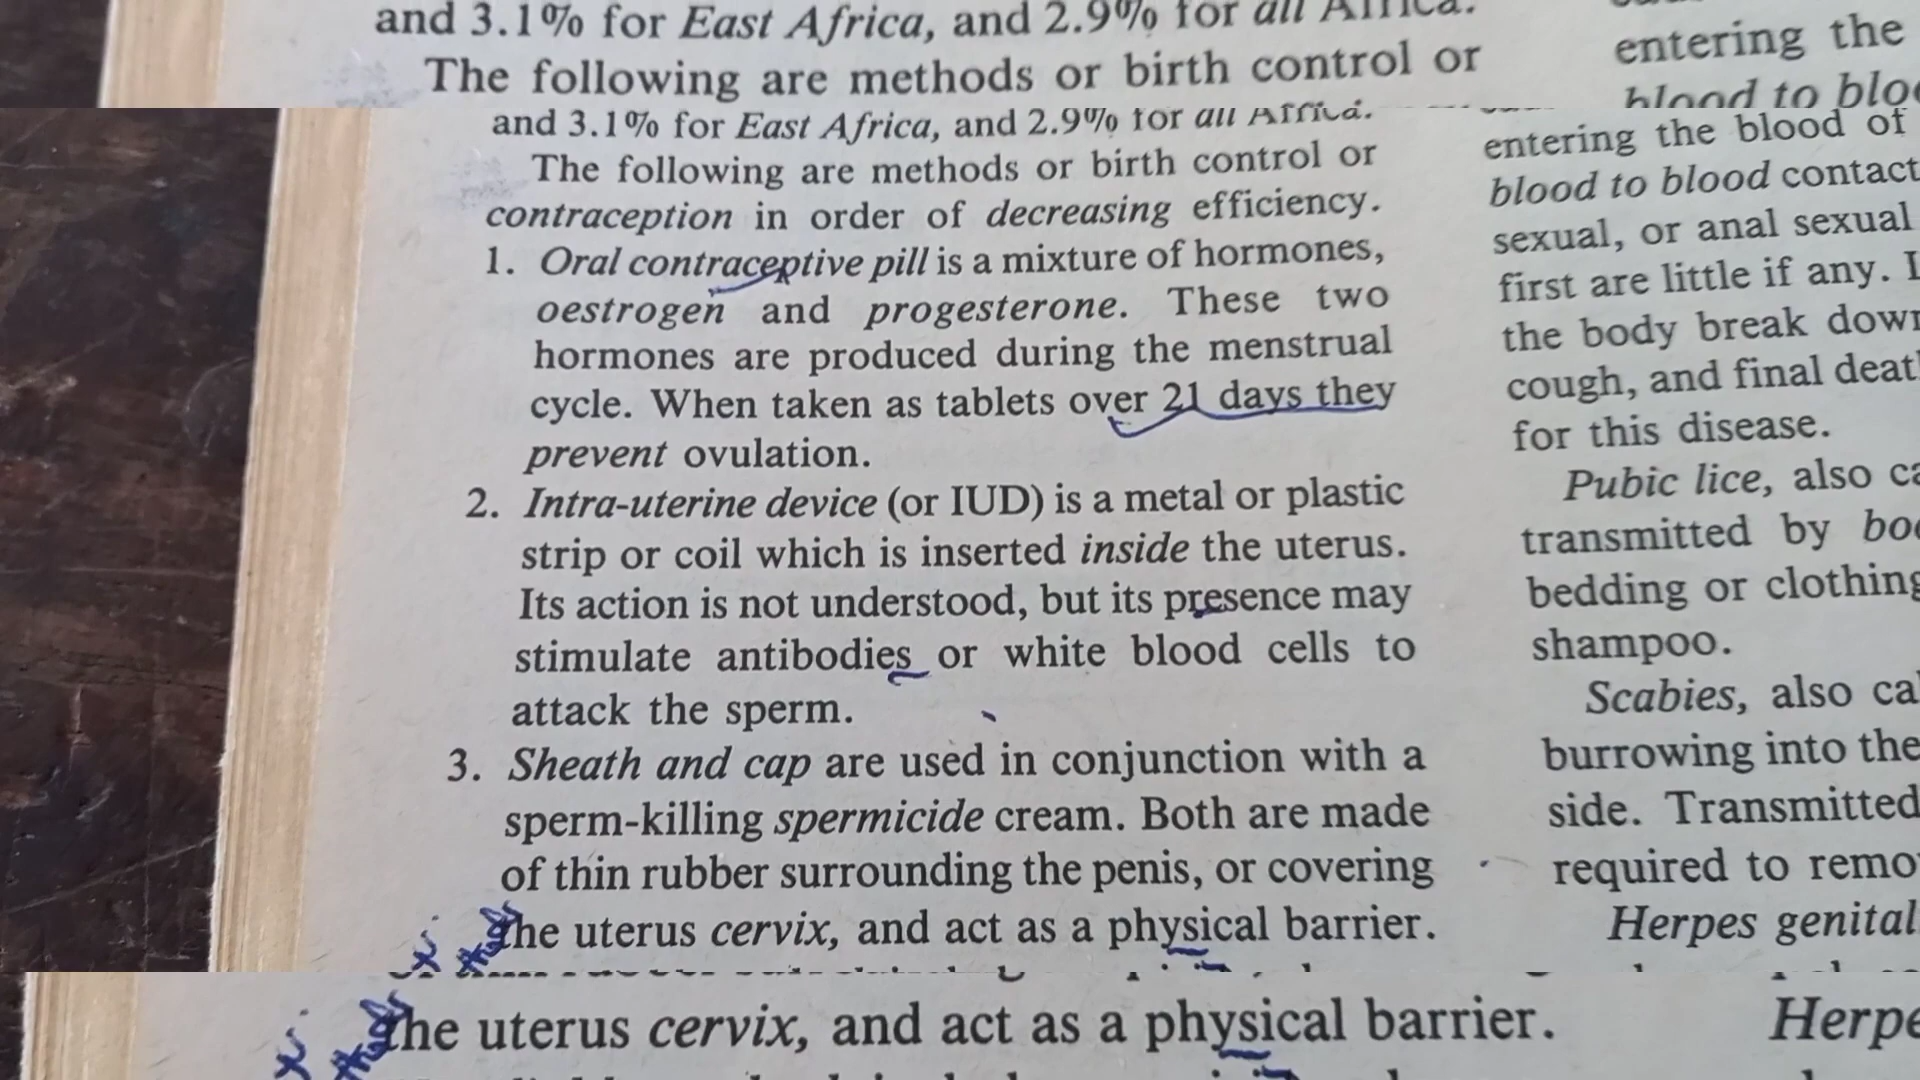 and 3.1% for East Africa, and 2.9% for all Africa.
The following are methods or birth control or
entering the
blood to
and 3.1% for East Africa, and 2.9% for all Africa.
The following are methods or birth control or
contraception in order of decreasing efficiency.
1. Oral contraceptive pill is a mixture of hormones,
oestrogen and progesterone. These two
hormones are produced during the menstrual
cycle. When taken as tablets over 21 days they
prevent ovulation.
2. Intra-uterine device (or IUD) is a metal or plastic
strip or coil which is inserted inside the uterus.
Its action is not understood, but its presence may
stimulate antibodies or white blood cells to
attack the sperm.
3. Sheath and cap are used in conjunction with a
sperm-killing spermicide cream. Both are made
of thin rubber surrounding the penis, or covering
the uterus cervix, and act as a physical barrier.
entering the blood of
blood to blood contact
sexual, or anal sexual
first are little if any.
the body break down
cough, and final death
for this disease.
Pubic lice, also
transmitted by
bedding or clothing
shampoo.
Scabies, also
burrowing into the
side. Transmitted
required to
Herpes genital
the uterus cervix, and act as a physical barrier.